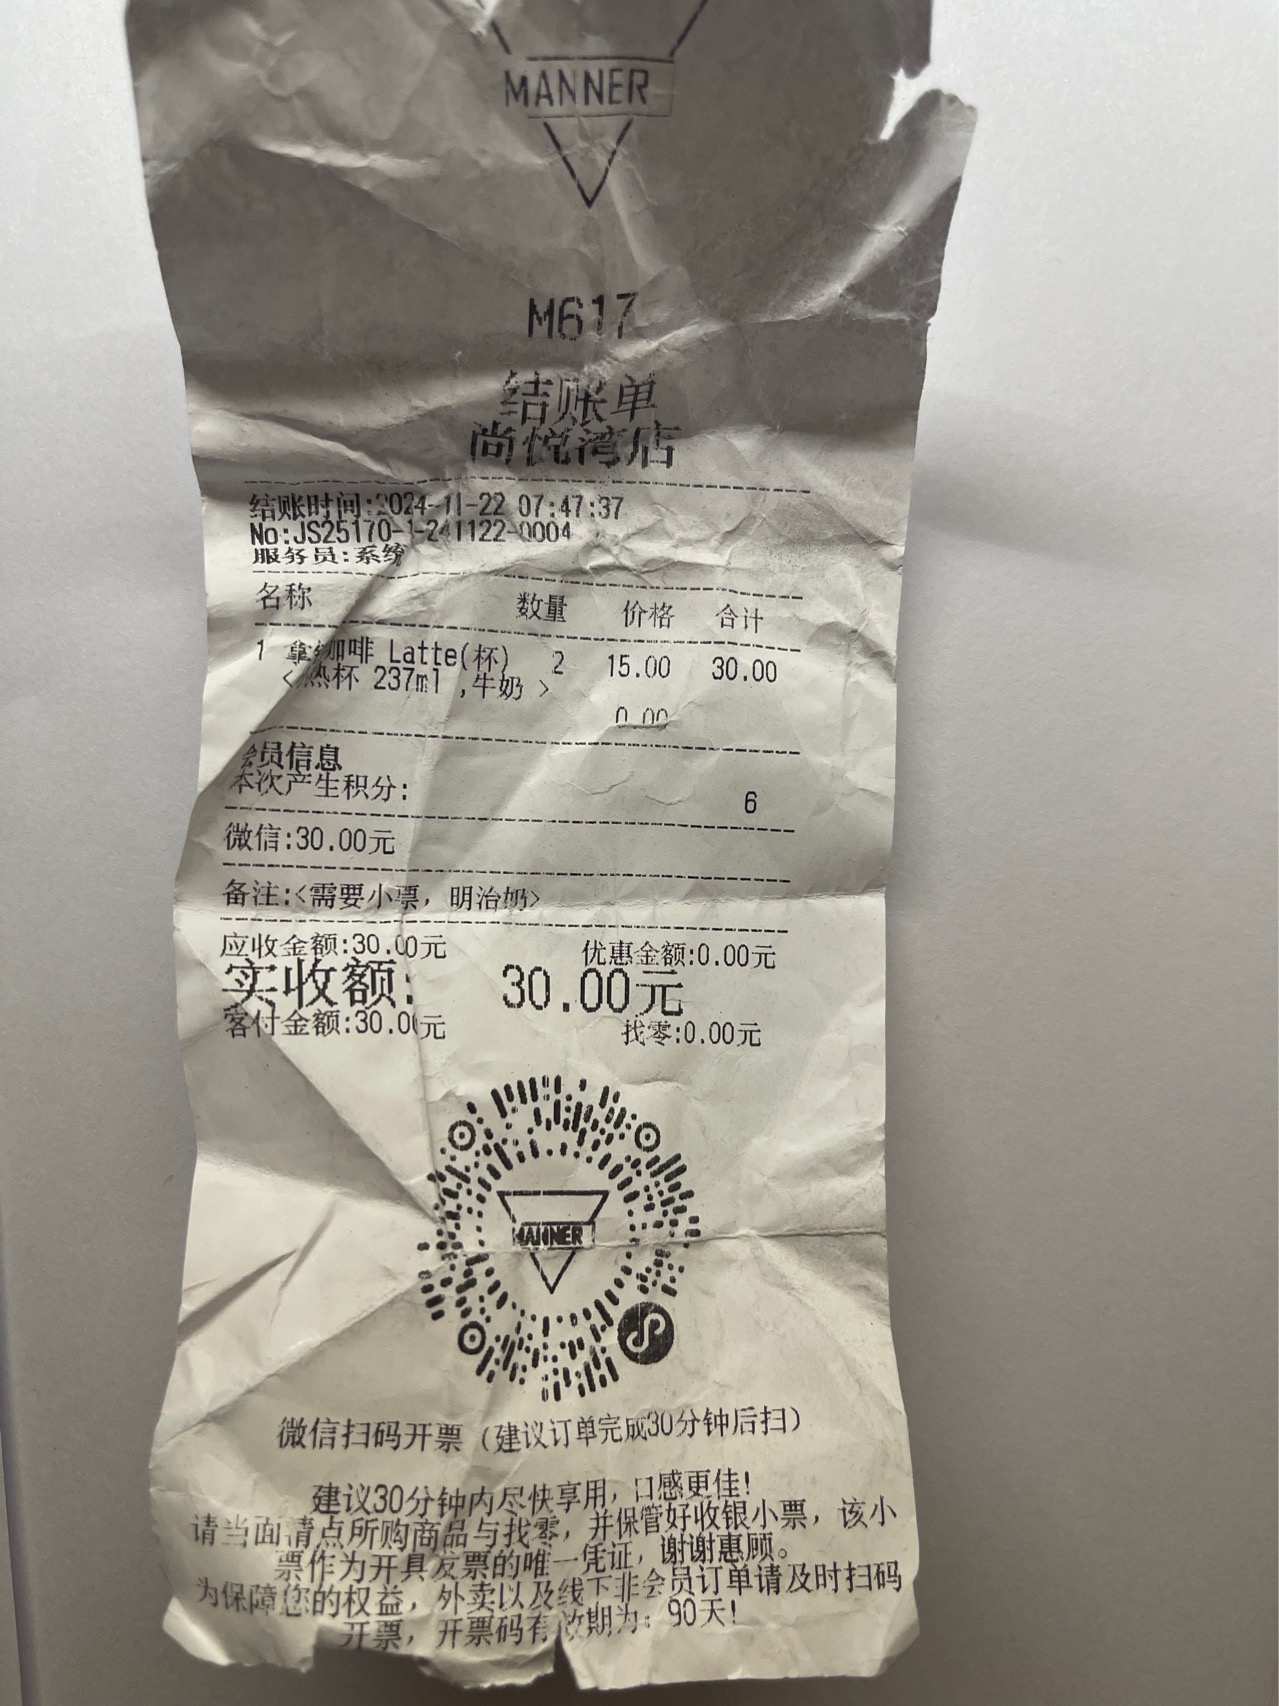 MANNER
M617
结账单
尚悦湾店
结账时间:2024-11-22 07:47:37
No:JS25170-1-241122-0004
服务员:系统
名称 数量 价格 合计
1 拿铁咖啡 Latte(杯) 2 15.00 30.00
<热杯 237ml ,牛奶 >
0.00
会员信息
本次产生积分: 6
微信:30.00元
备注:<需要小票, 明治奶>
应收金额:30.00元 优惠金额:0.00元
实收额: 30.00元
客付金额:30.00元 找零:0.00元
MANNER
微信扫码开票（建议订单完成30分钟后扫）
建议30分钟内尽快享用, 口感更佳!
请当面清点所购商品与找零, 并保管好收银小票, 该小
票作为开具发票的唯一凭证, 谢谢惠顾。
为保障您的权益, 外卖以及线下非会员订单请及时扫码
开票, 开票码有效期为: 90天!